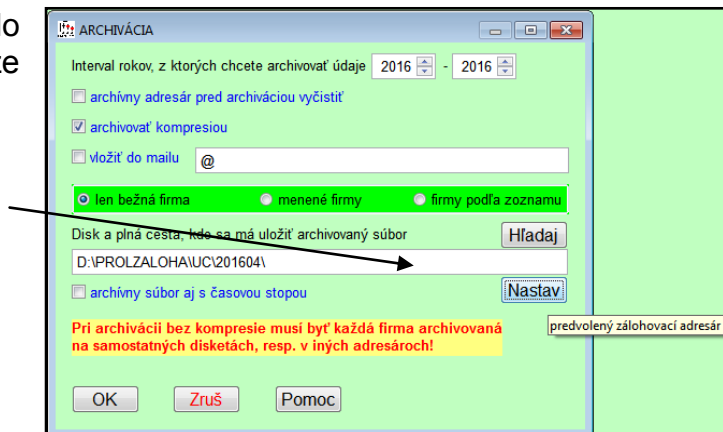 lo
te
ARCHIVÁCIA
Interval rokov, z ktorých chcete archivovať údaje 2016 - 2016
archívny adresár pred archiváciou vyčistiť
archivovať kompresiou
vložiť do mailu @
len bežná firma menené firmy firmy podľa zoznamu
Disk a plná cesta, kde sa má uložiť archivovaný súbor Hľadaj
D:\PROLZALOHA\UC\201604\
archívny súbor aj s časovou stopou Nastav
predvolený zálohovací adresár
Pri archivácii bez kompresie musí byť každá firma archivovaná
na samostatných disketách, resp. v iných adresároch!
OK Zruš Pomoc